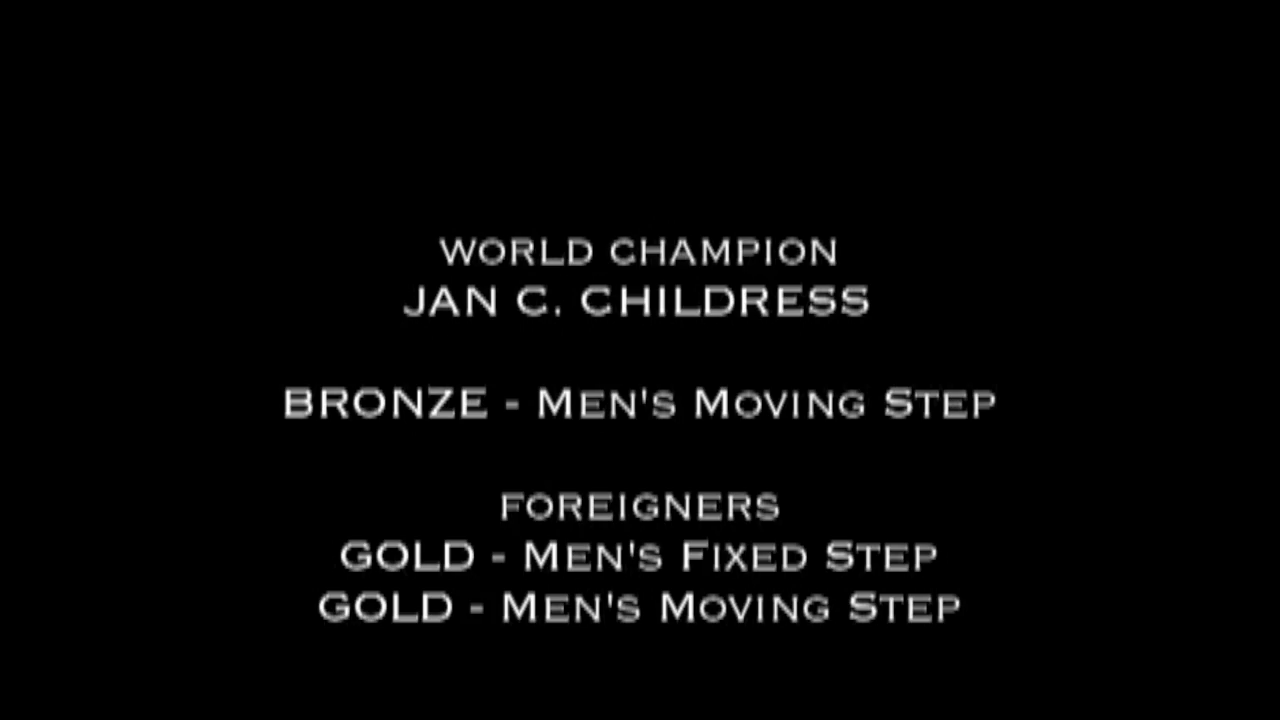 WORLD CHAMPION
JAN C. CHILDRESS
BRONZE - MEN'S MOVING STEP
FOREIGNERS
GOLD - MEN'S FIXED STEP
GOLD - MEN'S MOVING STEP